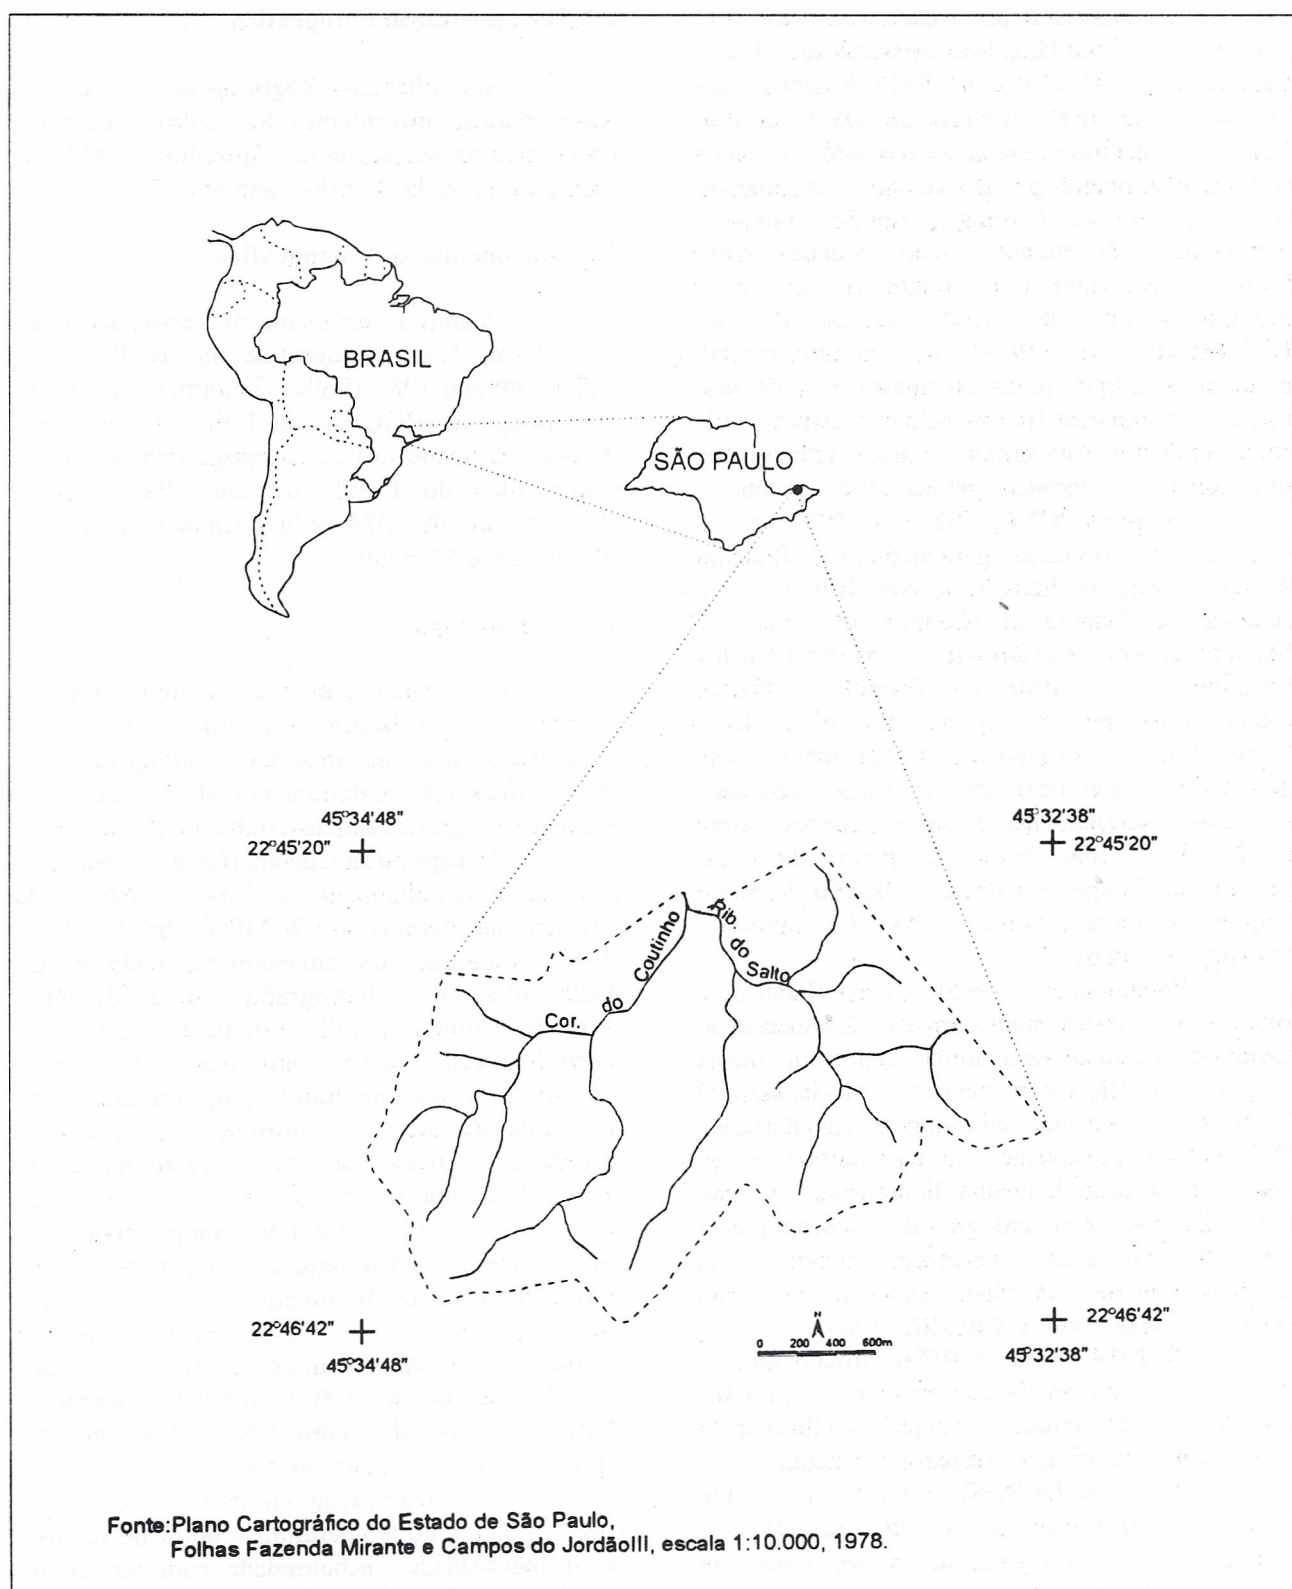 BRASIL
SÃO PAULO
45°34'48" 45°32'38"
22°45'20" 22°45'20"
Cor. do Coutinho
Rib. do Salto
N
0 200 400 600m
22°46'42" 22°46'42"
45°34'48" 45°32'38"
Fonte:Plano Cartográfico do Estado de São Paulo,
Folhas Fazenda Mirante e Campos do JordãoIII, escala 1:10.000, 1978.